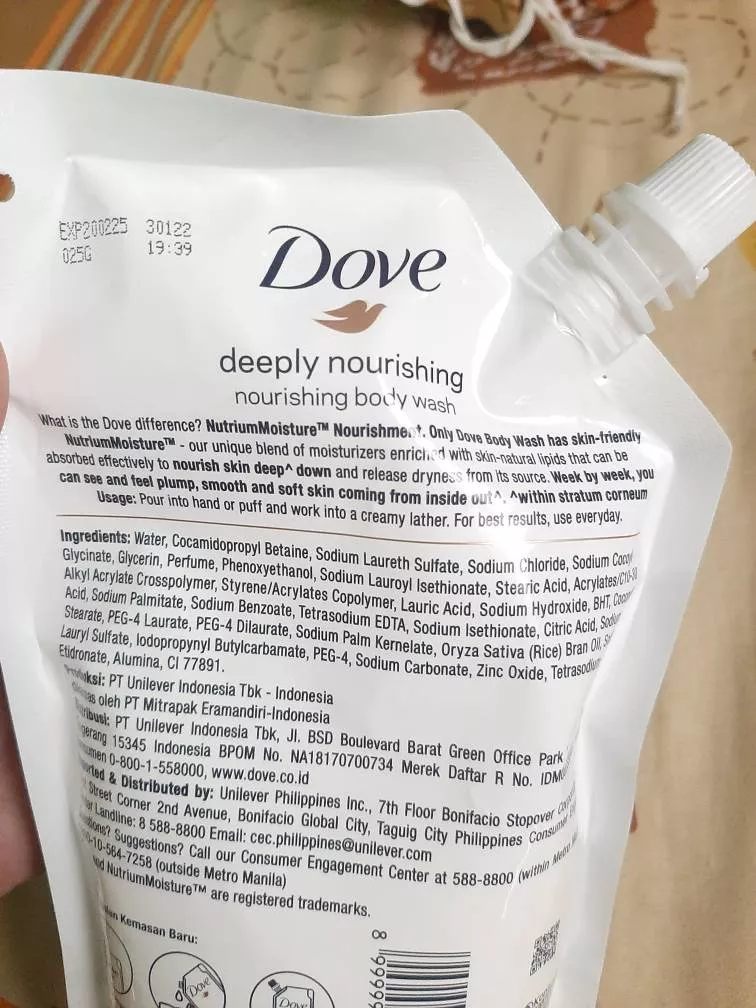 EXP200225 30122
025G 19:39
Dove
deeply nourishing
nourishing body wash
What is the Dove difference? NutriumMoisture™ Nourishment. Only Dove Body Wash has skin-friendly
NutriumMoisture™ - our unique blend of moisturizers enriched with skin-natural lipids that can be
absorbed effectively to nourish skin deep^ down and release dryness from its source. Week by week, you
can see and feel plump, smooth and soft skin coming from inside out^. ^within stratum corneum
Usage: Pour into hand or puff and work into a creamy lather. For best results, use everyday.
Ingredients: Water, Cocamidopropyl Betaine, Sodium Laureth Sulfate, Sodium Chloride, Sodium Cocoyl
Glycinate, Glycerin, Perfume, Phenoxyethanol, Sodium Lauroyl Isethionate, Stearic Acid, Acrylates/C10-30
Alkyl Acrylate Crosspolymer, Styrene/Acrylates Copolymer, Lauric Acid, Sodium Hydroxide, BHT,
Acid, Sodium Palmitate, Sodium Benzoate, Tetrasodium EDTA, Sodium Isethionate, Citric Acid,
Stearate, PEG-4 Laurate, PEG-4 Dilaurate, Sodium Palm Kernelate, Oryza Sativa (Rice) Bran Oil,
Lauryl Sulfate, Iodopropynyl Butylcarbamate, PEG-4, Sodium Carbonate, Zinc Oxide, Tetrasodium
Etidronate, Alumina, CI 77891.
PT Unilever Indonesia Tbk - Indonesia
oleh PT Mitrapak Eramandiri-Indonesia
PT Unilever Indonesia Tbk, Jl. BSD Boulevard Barat Green Office Park
15345 Indonesia BPOM No. NA18170700734 Merek Daftar R No.
0-800-1-558000, www.dove.co.id
& Distributed by: Unilever Philippines Inc., 7th Floor Bonifacio Stopover
Street Corner 2nd Avenue, Bonifacio Global City, Taguig City Philippines
Landline: 8 588-8800 Email: cec.philippines@unilever.com
Suggestions? Call our Consumer Engagement Center at 588-8800 (within Metro
10-564-7258 (outside Metro Manila)
NutriumMoisture™ are registered trademarks.
Kemasan Baru:
8
Dove
Dove